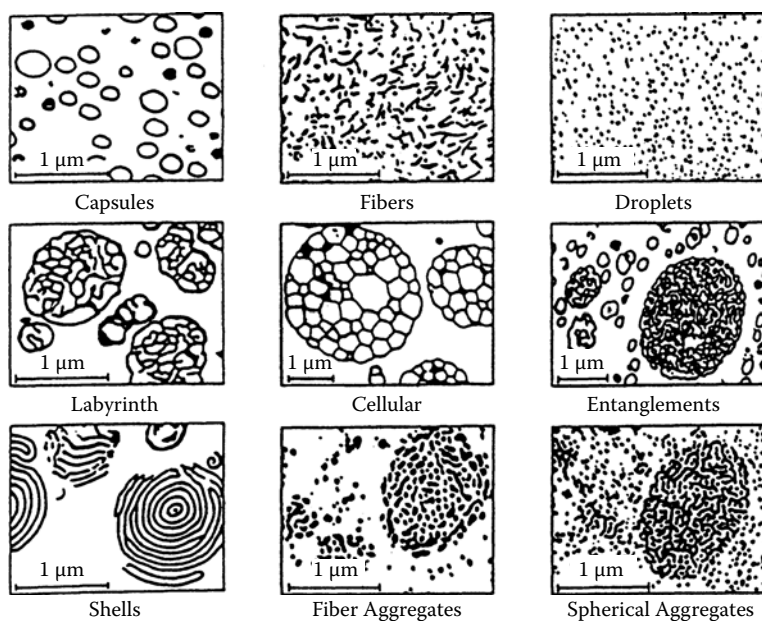 1 μm
1 μm
1 μm
Capsules
Fibers
Droplets
1 μm
1 μm
1 μm
Labyrinth
Cellular
Entanglements
1 μm
1 μm
1 μm
Shells
Fiber Aggregates
Spherical Aggregates